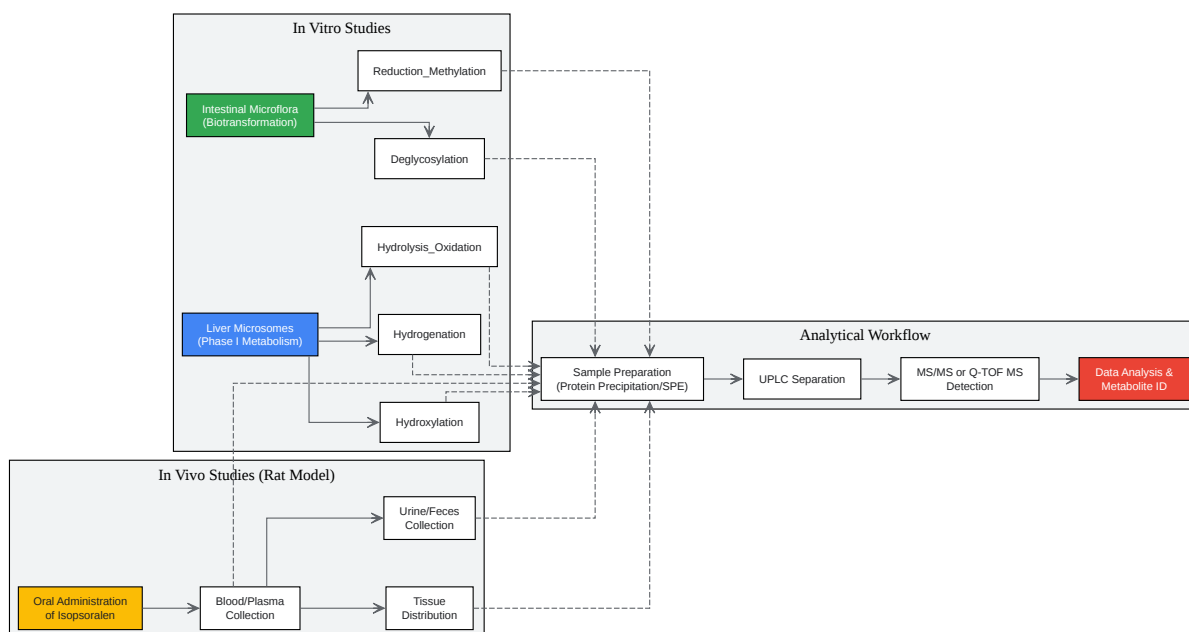 In Vitro Studies
Reduction_Methylation
Intestinal Microflora
(Biotransformation)
Deglycosylation
Hydrolysis_Oxidation
Liver Microsomes
(Phase I Metabolism)
Hydrogenation
Hydroxylation
Analytical Workflow
Sample Preparation
(Protein Precipitation/SPE)
UPLC Separation
MS/MS or Q-TOF MS
Detection
Data Analysis &
Metabolite ID
In Vivo Studies (Rat Model)
Urine/Feces
Collection
Oral Administration
of Isopsoralen
Blood/Plasma
Collection
Tissue
Distribution